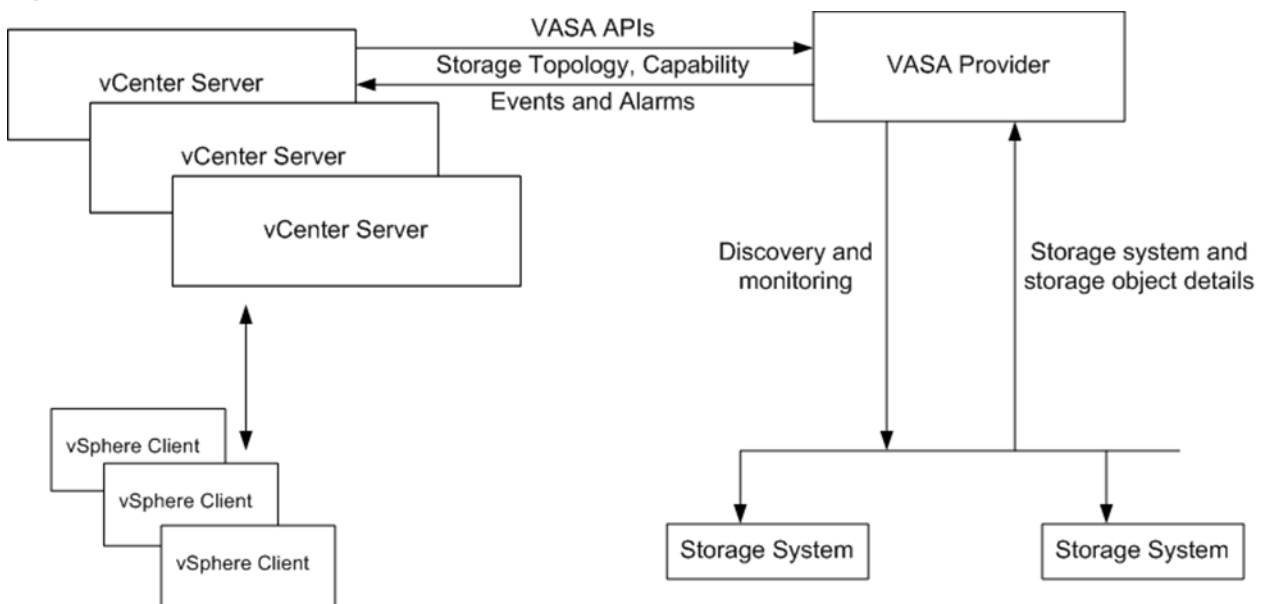 VASA APIs
Storage Topology, Capability
Events and Alarms
vCenter Server
vCenter Server
vCenter Server
VASA Provider
Discovery and
monitoring
Storage system and
storage object details
vSphere Client
vSphere Client
vSphere Client
Storage System
Storage System